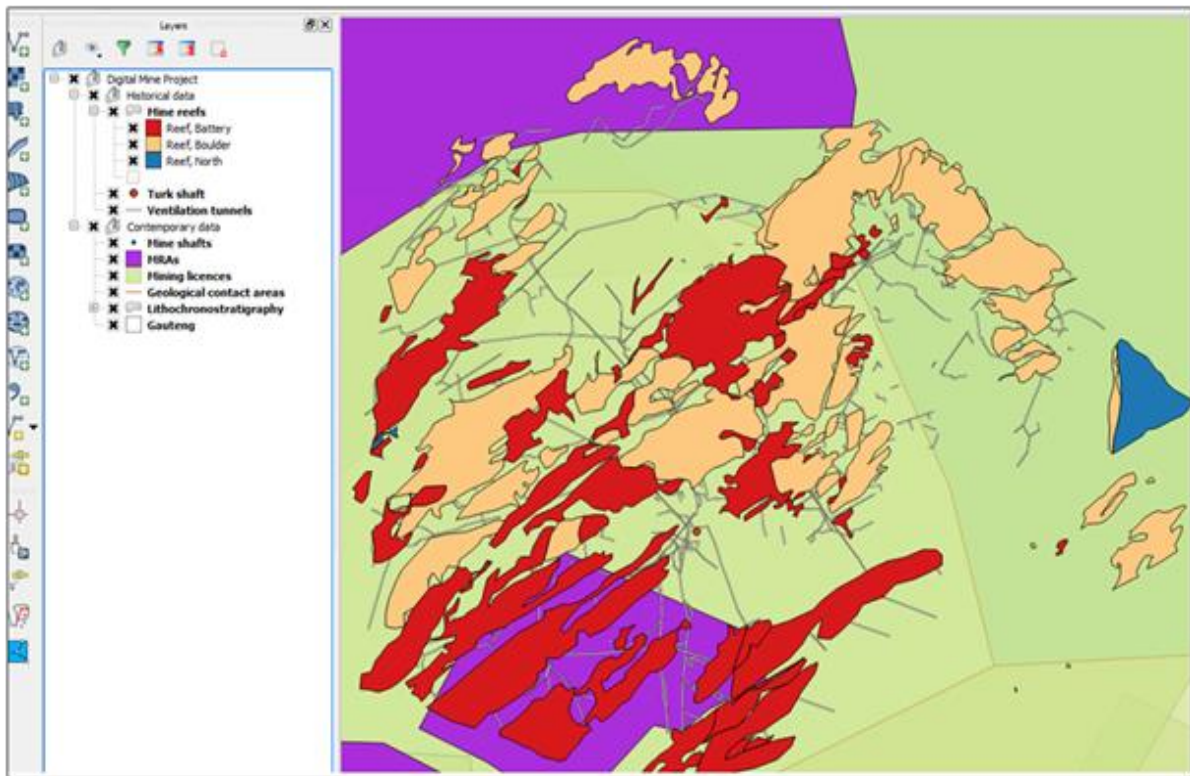 Layers
Digital Mine Project
Historical data
Mine reefs
Reef, Battery
Reef, Boulder
Reef, North
Turk shaft
Ventilation tunnels
Contemporary data
Mine shafts
MRAs
Mining licences
Geological contact areas
Lithochronostratigraphy
Gauteng